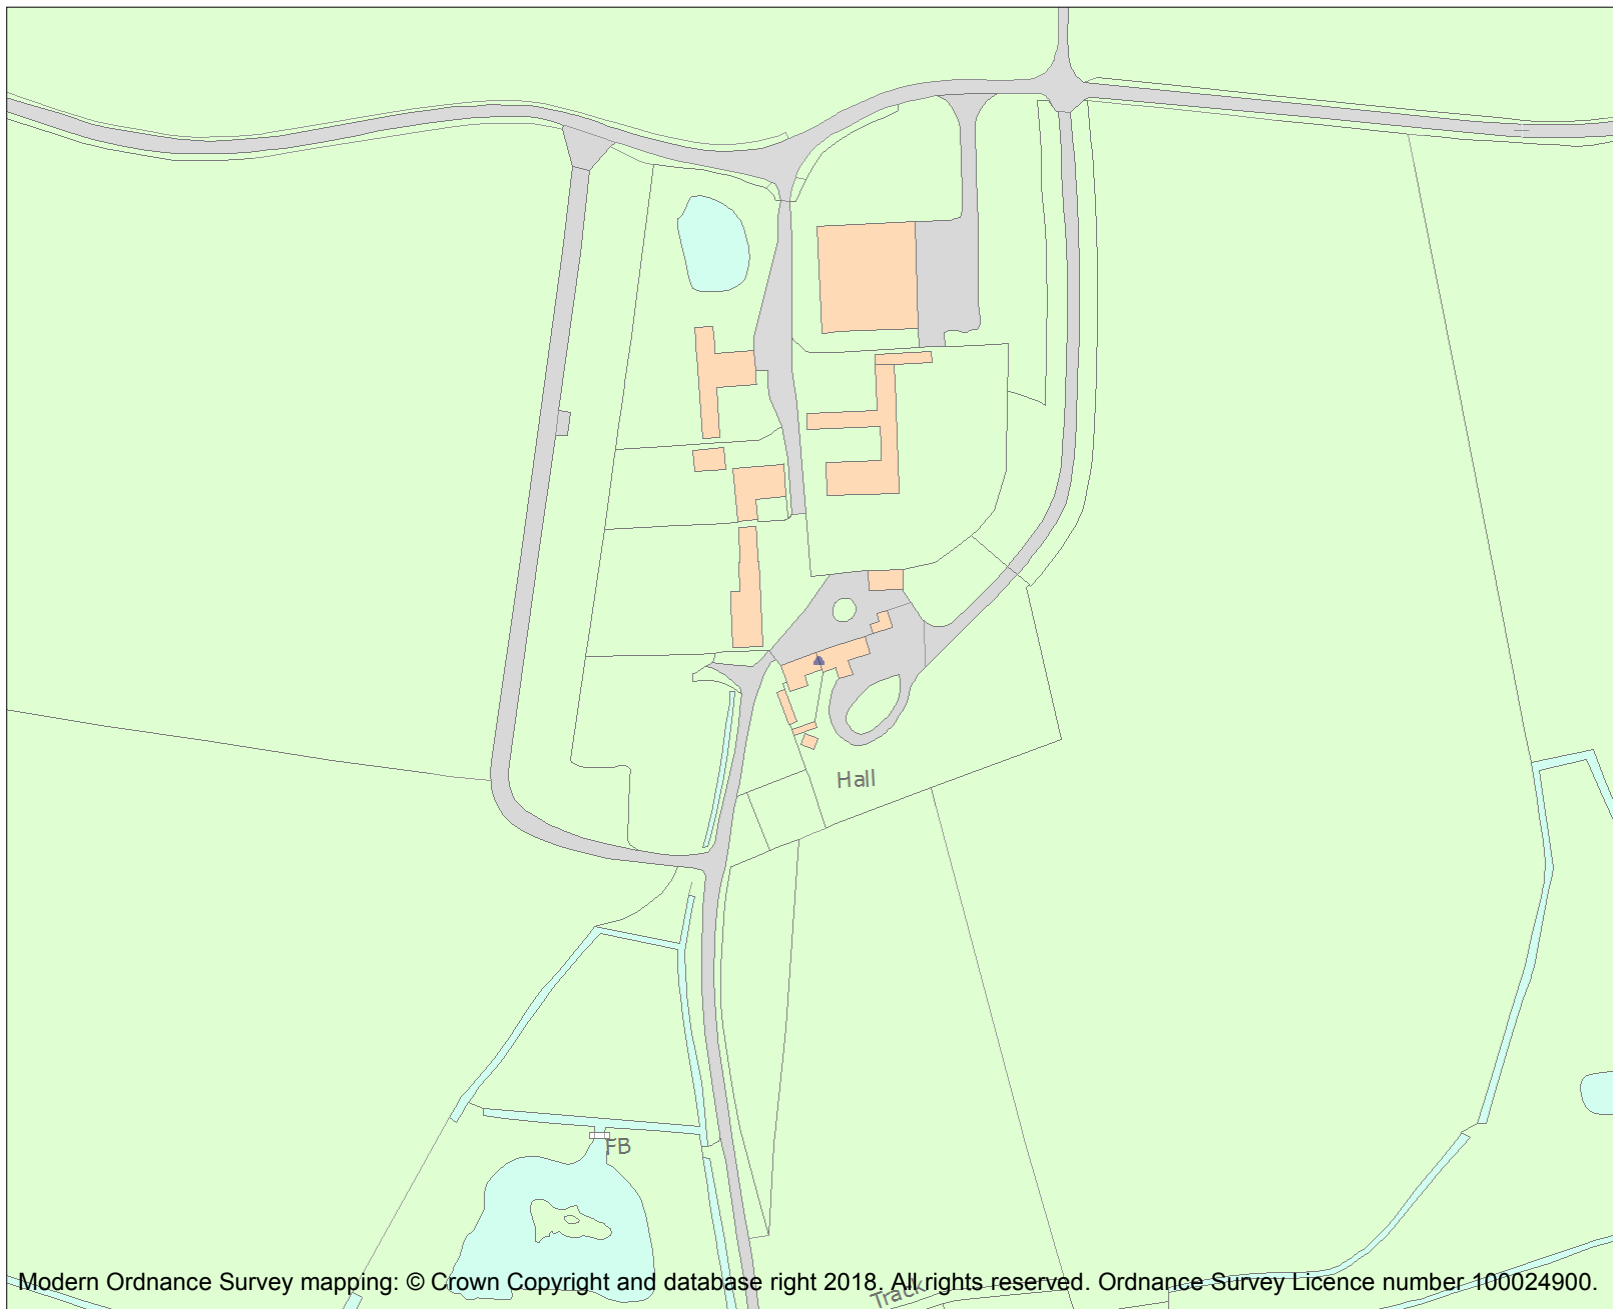 Hall
FB
Track
Modern Ordnance Survey mapping: © Crown Copyright and database right 2018. All rights reserved. Ordnance Survey Licence number 100024900.